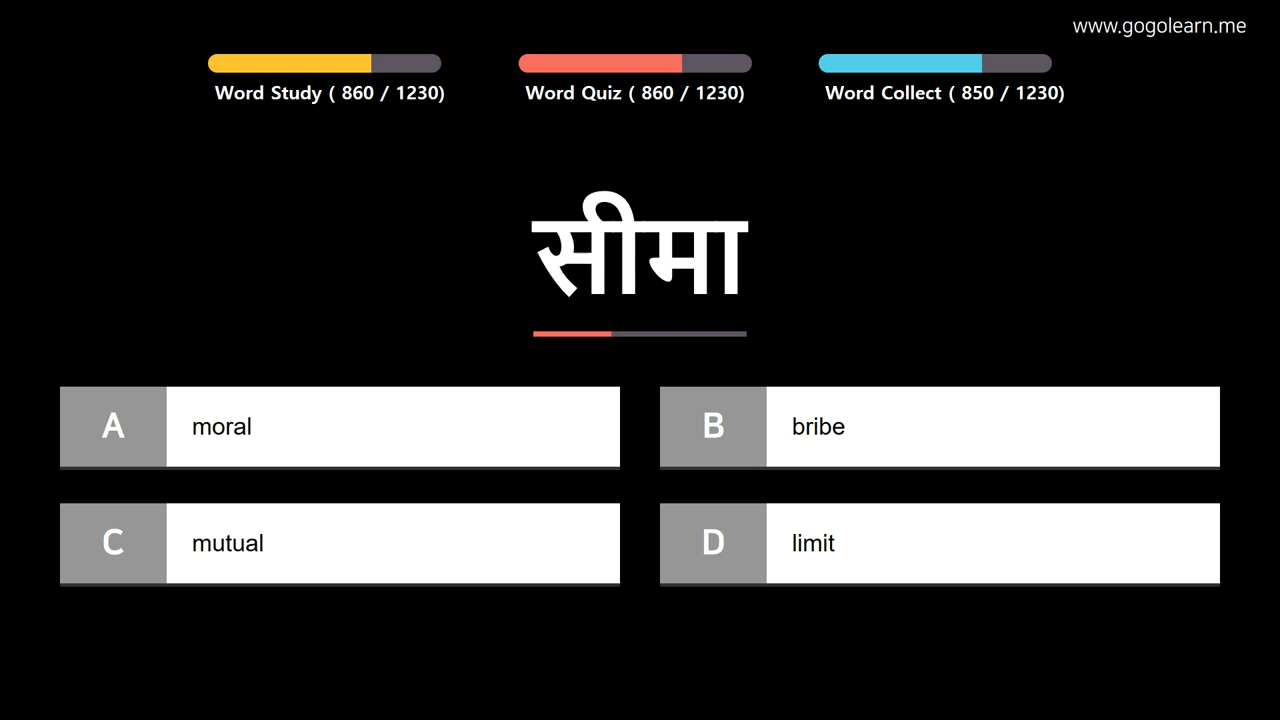 www.gogolearn.me
Word Study ( 860 / 1230)
Word Quiz ( 860 / 1230)
Word Collect ( 850 / 1230)
सीमा
A moral
B bribe
C mutual
D limit